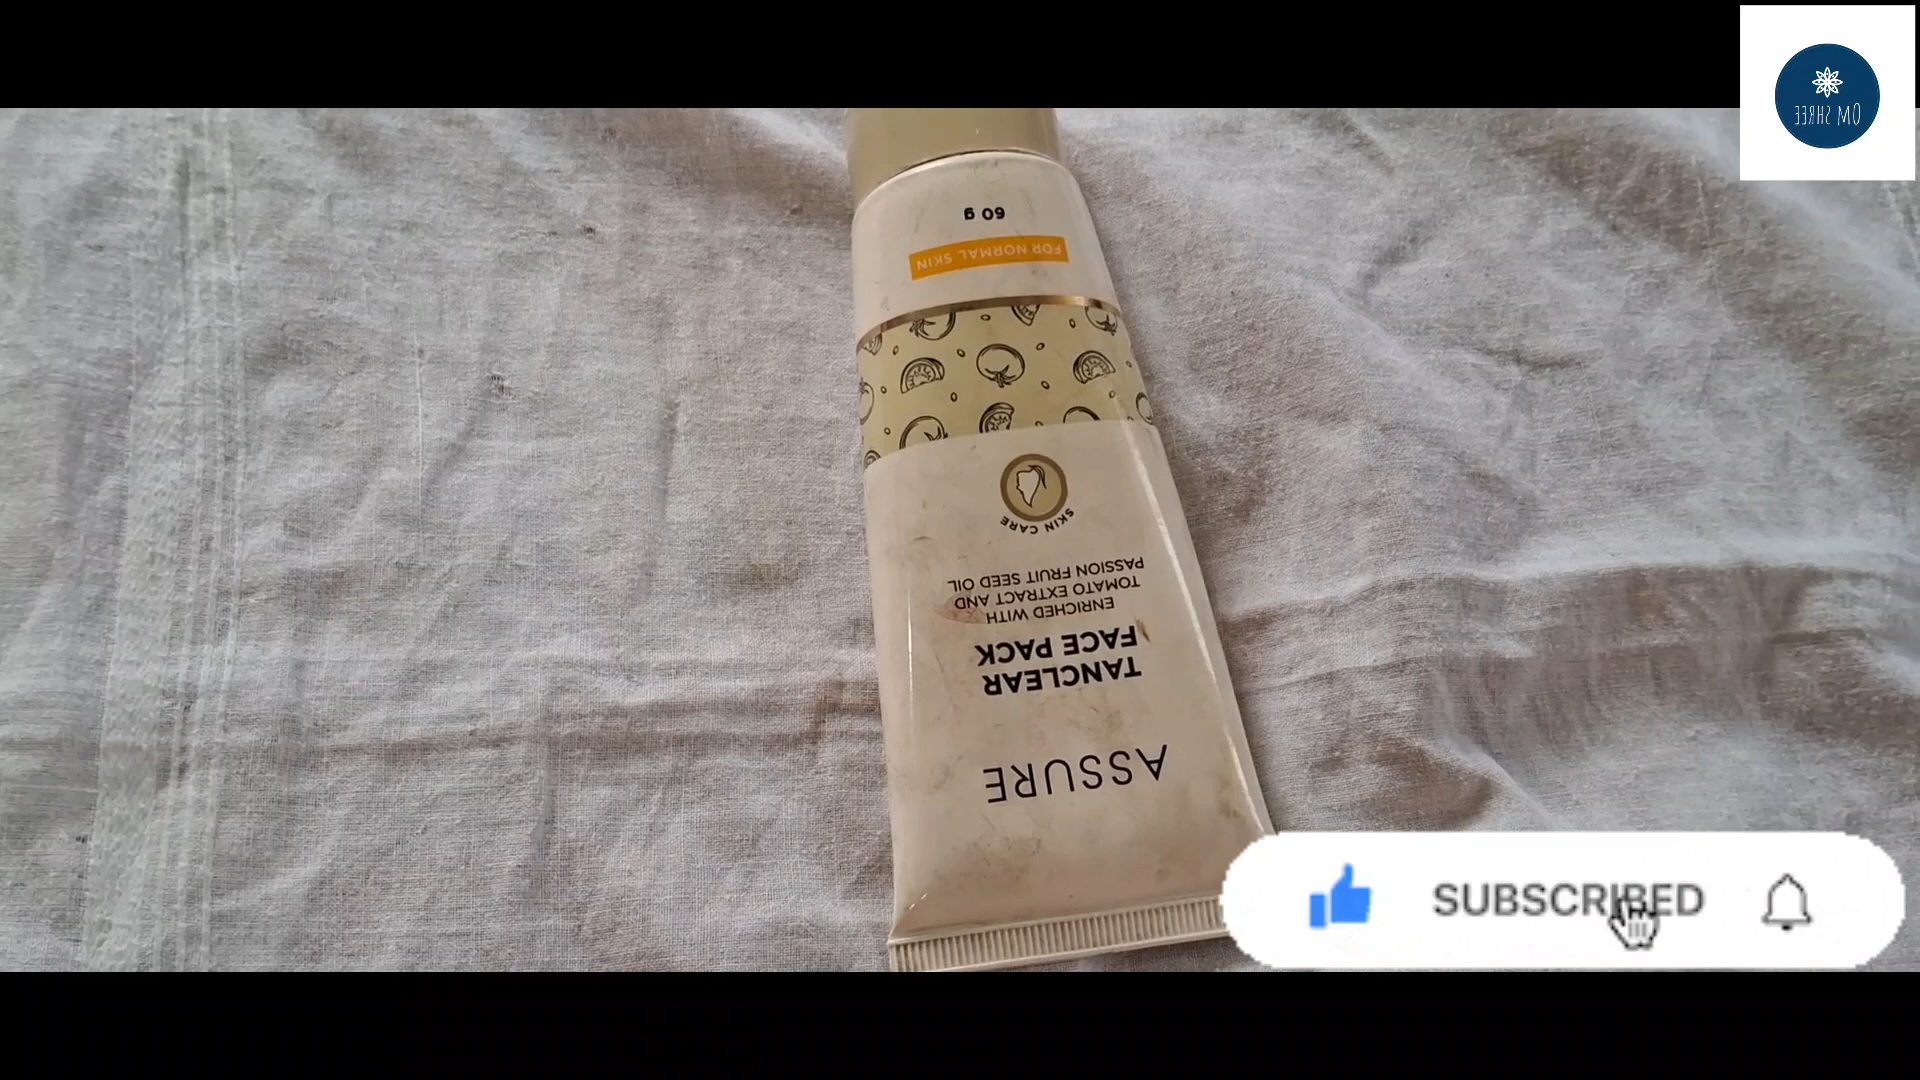 OM SHREE
ASSURE
TANCLEAR
FACE PACK
ENRICHED WITH
TOMATO EXTRACT AND
PASSION FRUIT SEED OIL
SKIN CARE
FOR NORMAL SKIN
60 g
SUBSCRIBED